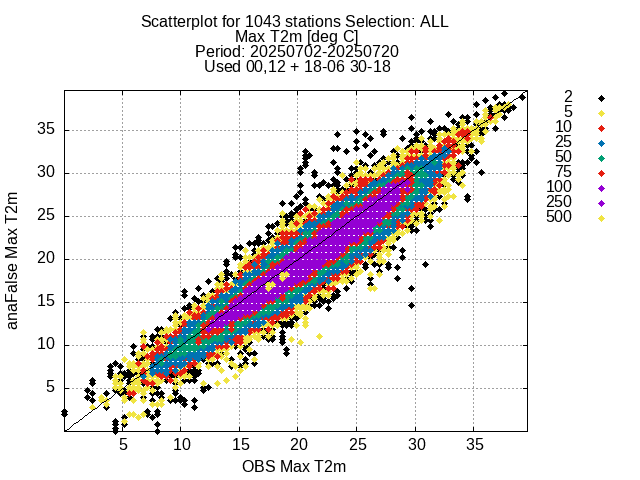 Scatterplot for 1043 stations Selection: ALL
Max T2m [deg C]
Period: 20250702-20250720
Used 00,12 + 18-06 30-18
2
5
10
25
50
75
100
250
500
35
30
25
20
15
10
5
anaFalse Max T2m
5 10 15 20 25 30 35
OBS Max T2m